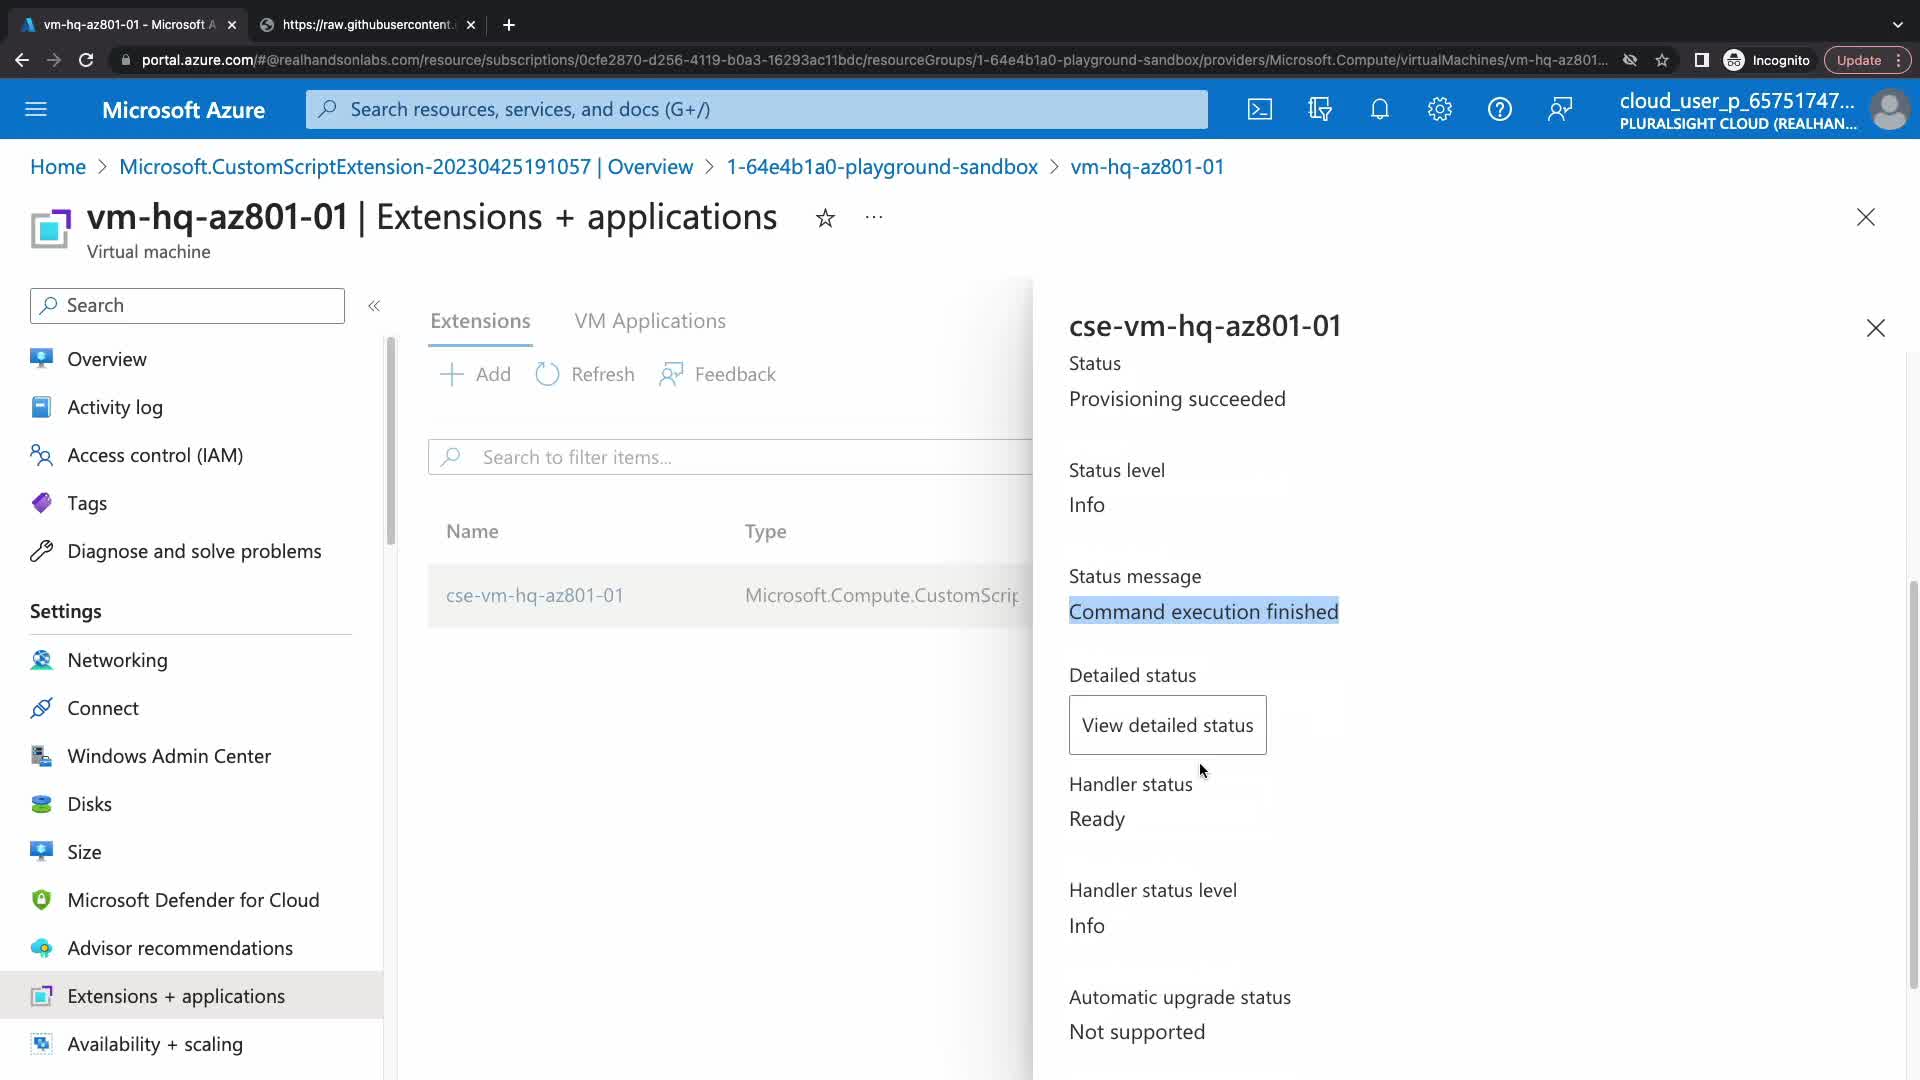 vm-hq-az801-01 - Microsoft A
https://raw.githubusercontent.
portal.azure.com/#@realhandsonlabs.com/resource/subscriptions/0cfe2870-d256-4119-b0a3-16293ac11bdc/resourceGroups/1-64e4b1a0-playground-sandbox/providers/Microsoft.Compute/virtualMachines/vm-hq-az801...
Incognito
Update
Microsoft Azure
Search resources, services, and docs (G+/)
cloud_user_p_65751747...
PLURALSIGHT CLOUD (REALHAN...
Home > Microsoft.CustomScriptExtension-20230425191057 | Overview > 1-64e4b1a0-playground-sandbox > vm-hq-az801-01
vm-hq-az801-01 | Extensions + applications
Virtual machine
Search
Overview
Activity log
Access control (IAM)
Tags
Diagnose and solve problems
Settings
Networking
Connect
Windows Admin Center
Disks
Size
Microsoft Defender for Cloud
Advisor recommendations
Extensions + applications
Availability + scaling
Extensions
VM Applications
Add
Refresh
Feedback
Search to filter items...
Name
Type
cse-vm-hq-az801-01
Microsoft.Compute.CustomScrip
cse-vm-hq-az801-01
Status
Provisioning succeeded
Status level
Info
Status message
Command execution finished
Detailed status
View detailed status
Handler status
Ready
Handler status level
Info
Automatic upgrade status
Not supported